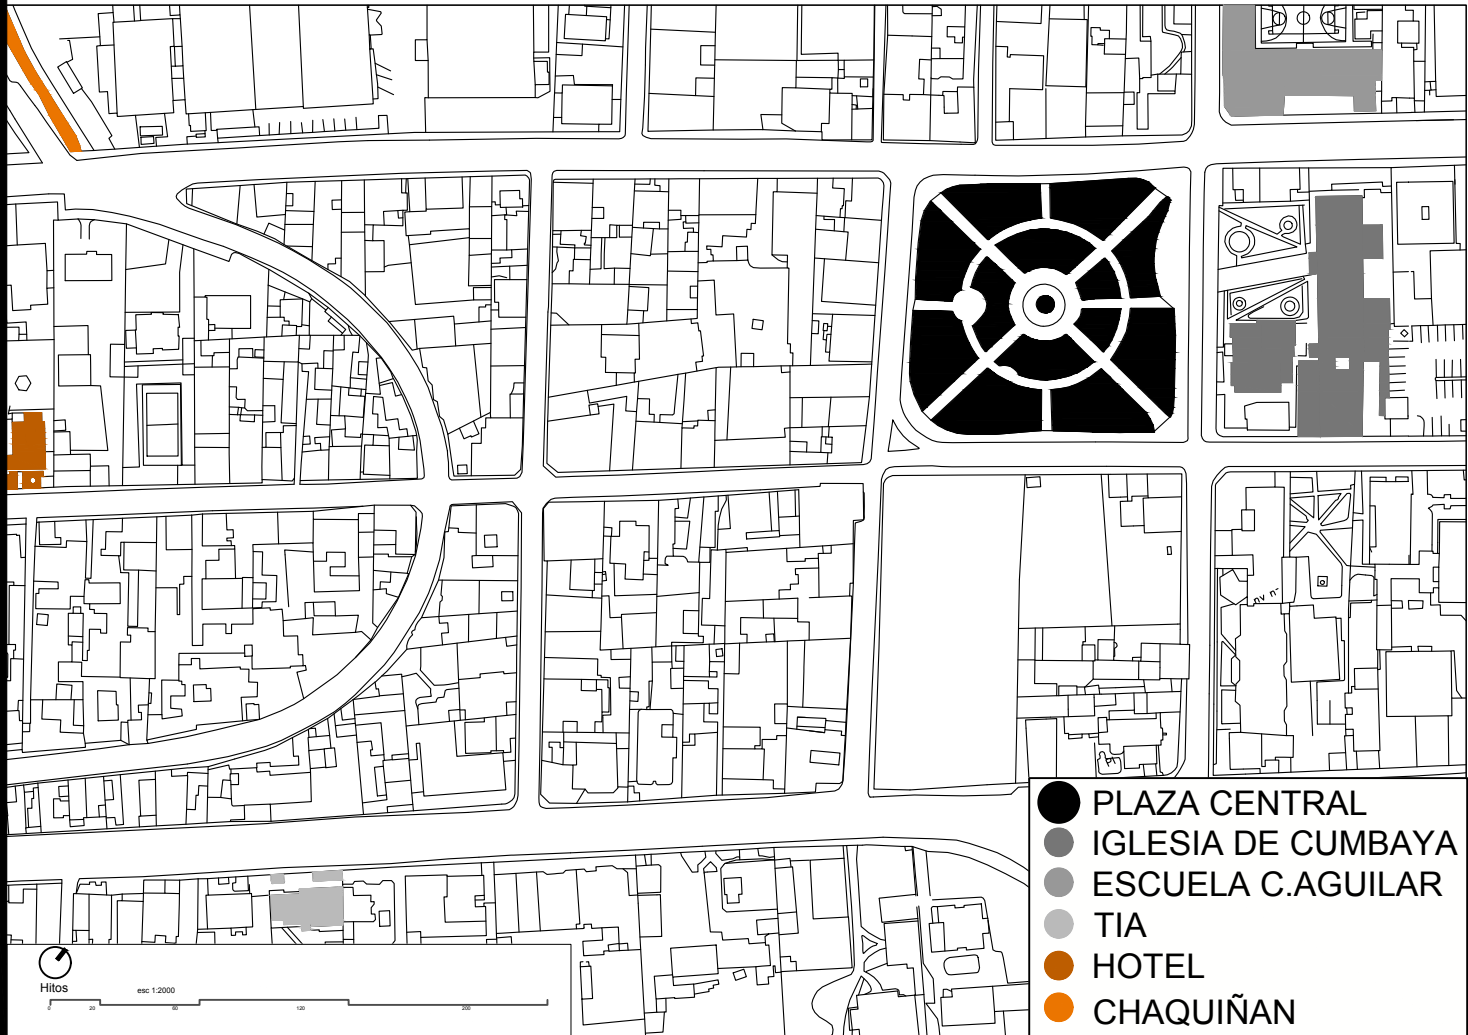 PLAZA CENTRAL
IGLESIA DE CUMBAYA
ESCUELA C.AGUILAR
TIA
HOTEL
CHAQUIÑAN
Hitos
esc 1:2000
0 20 60 120 200